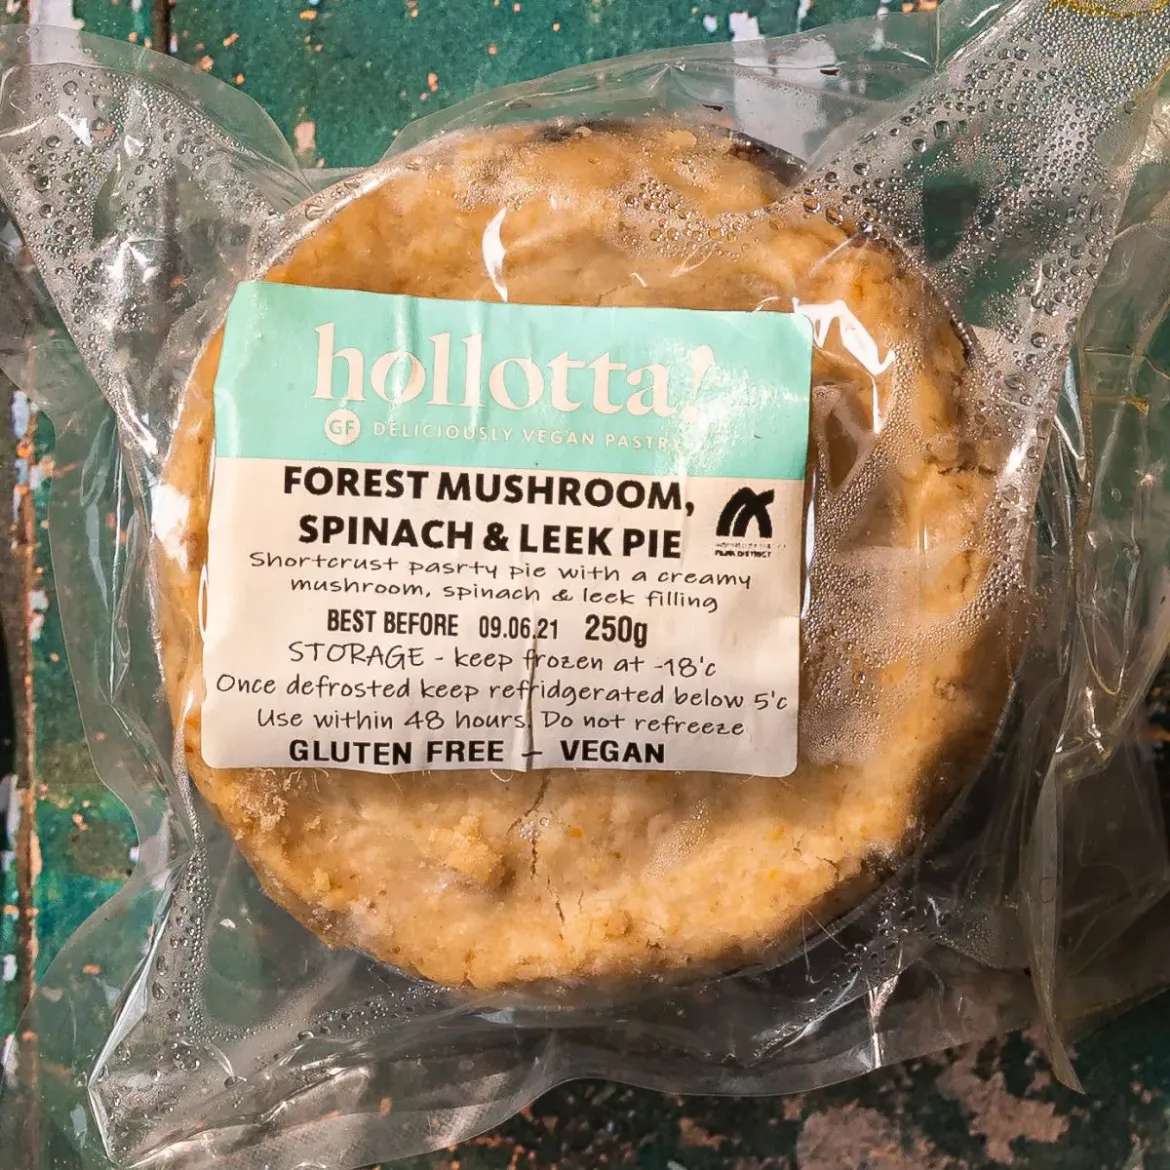 hollotta!
GF DELICIOUSLY VEGAN PASTRY
FOREST MUSHROOM,
SPINACH & LEEK PIE
PEAK DISTRICT
Shortcrust pasrty pie with a creamy
mushroom, spinach & leek filling
BEST BEFORE 09.06.21 250g
STORAGE - keep frozen at -18'c
Once defrosted keep refridgerated below 5'c
Use within 48 hours. Do not refreeze
GLUTEN FREE - VEGAN